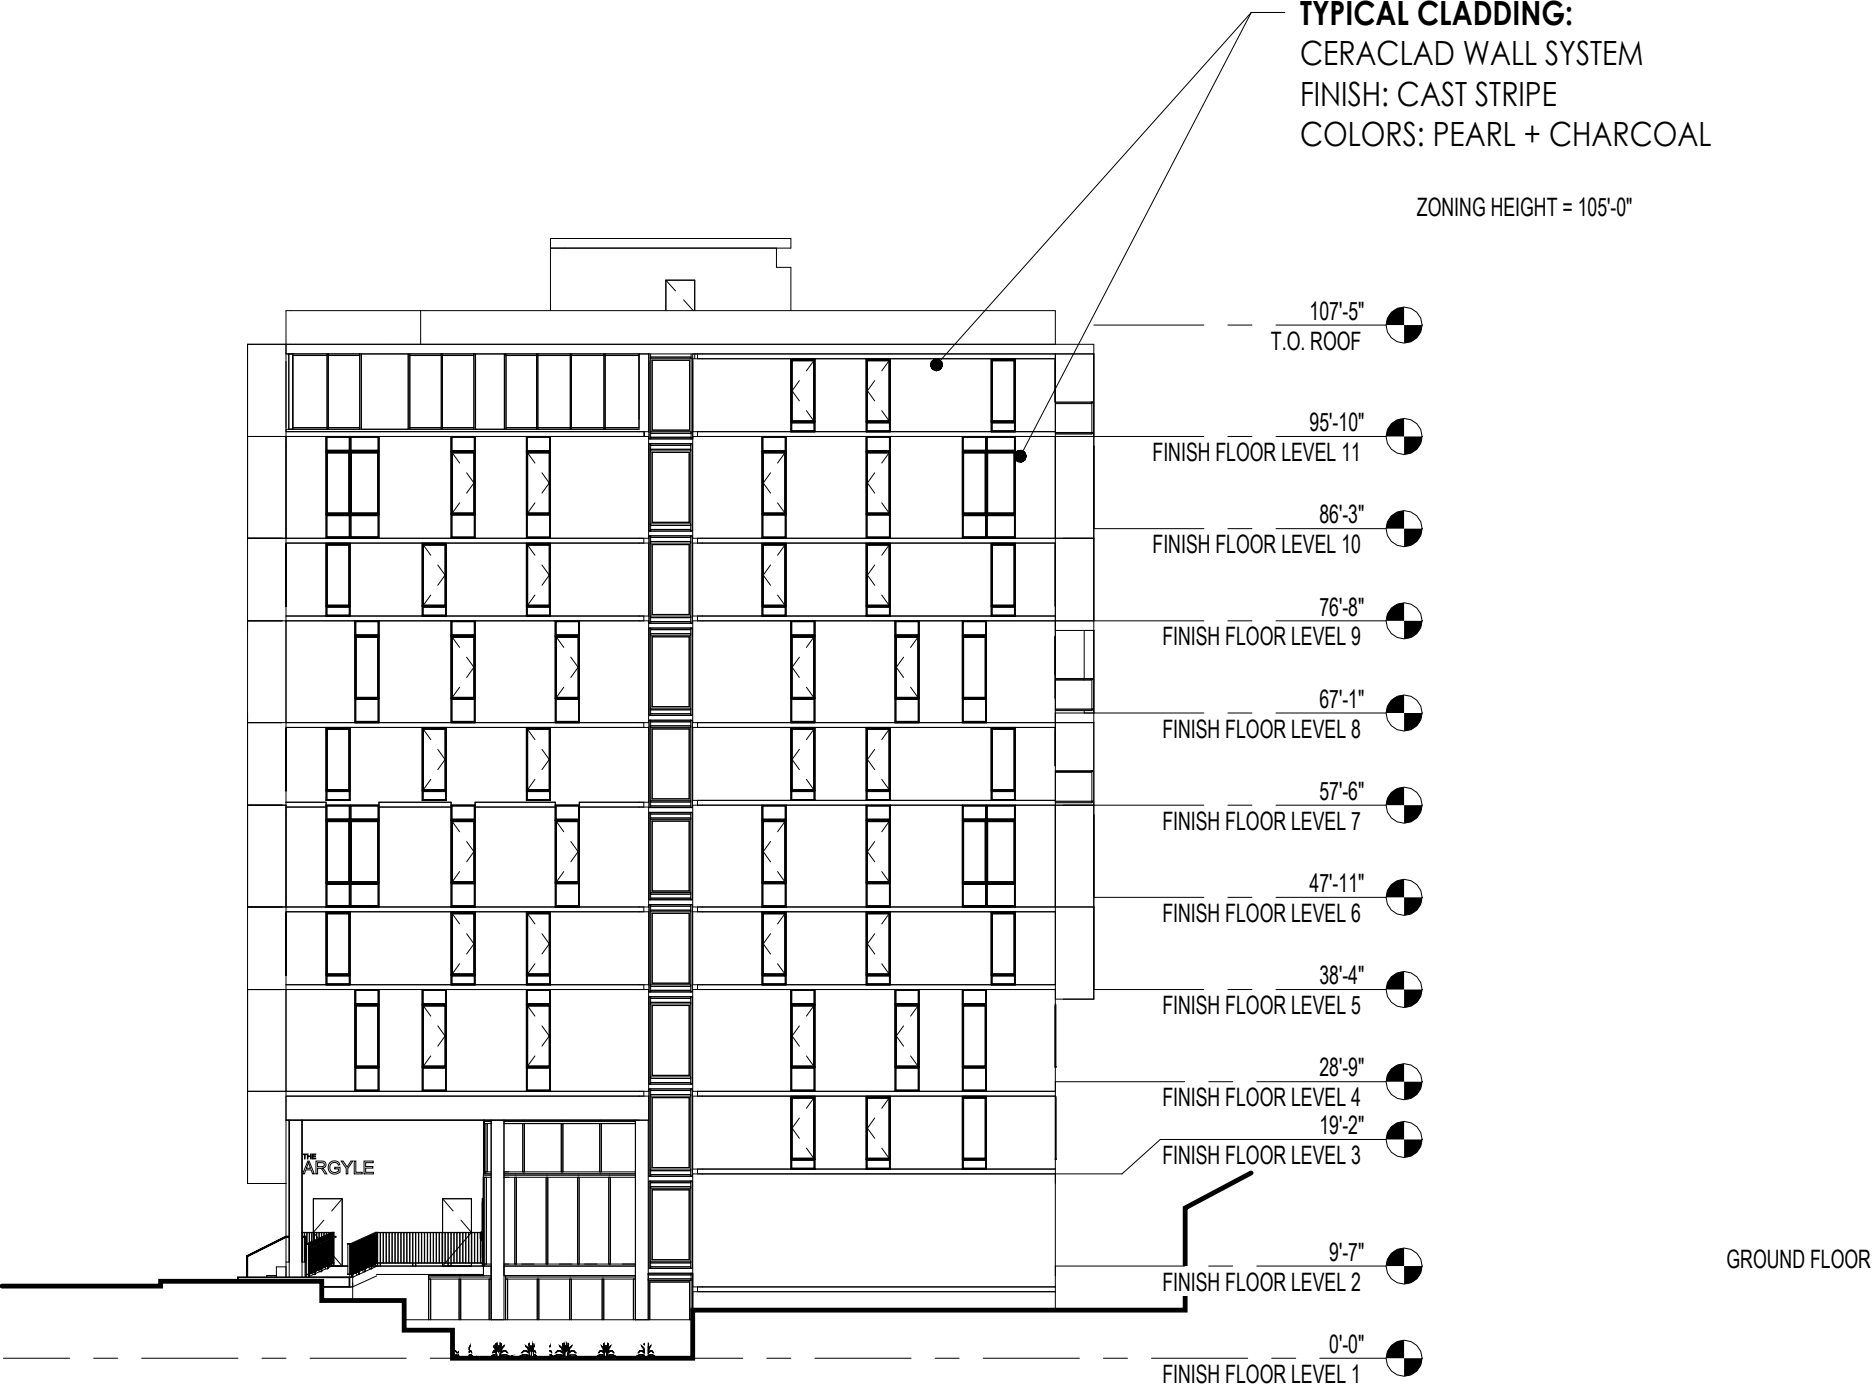 TYPICAL CLADDING:
CERACLAD WALL SYSTEM
FINISH: CAST STRIPE
COLORS: PEARL + CHARCOAL
ZONING HEIGHT = 105'-0"
107'-5"
T.O. ROOF
95'-10"
FINISH FLOOR LEVEL 11
86'-3"
FINISH FLOOR LEVEL 10
76'-8"
FINISH FLOOR LEVEL 9
67'-1"
FINISH FLOOR LEVEL 8
57'-6"
FINISH FLOOR LEVEL 7
47'-11"
FINISH FLOOR LEVEL 6
38'-4"
FINISH FLOOR LEVEL 5
28'-9"
FINISH FLOOR LEVEL 4
19'-2"
FINISH FLOOR LEVEL 3
THE
ARGYLE
9'-7"
FINISH FLOOR LEVEL 2
GROUND FLOOR
0'-0"
FINISH FLOOR LEVEL 1